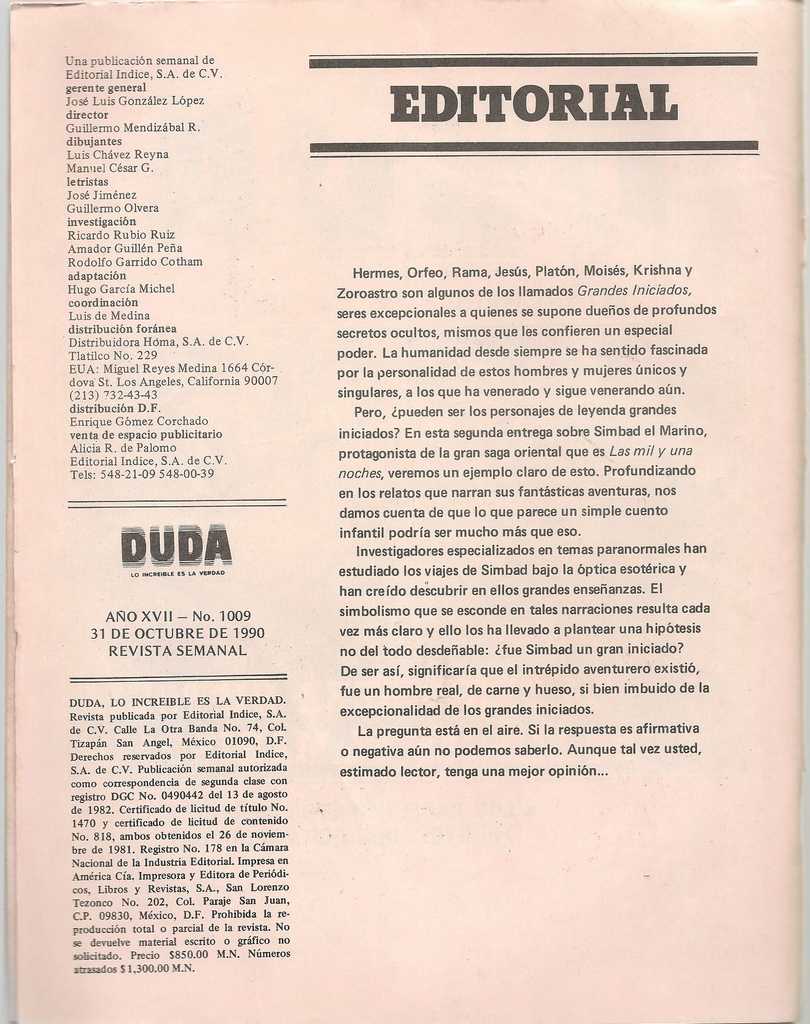 Una publicación semanal de
Editorial Indice, S.A. de C.V.
gerente general
José Luis González López
director
Guillermo Mendizábal R.
dibujantes
Luis Chávez Reyna
Manuel César G.
letristas
José Jiménez
Guillermo Olvera
investigación
Ricardo Rubio Ruiz
Amador Guillén Peña
Rodolfo Garrido Cotham
adaptación
Hugo García Michel
coordinación
Luis de Medina
distribución foránea
Distribuidora Hóma, S.A. de C.V.
Tlatilco No. 229
EUA: Miguel Reyes Medina 1664 Cór-
dova St. Los Angeles, California 90007
(213) 732-43-43
distribución D.F.
Enrique Gómez Corchado
venta de espacio publicitario
Alicia R. de Palomo
Editorial Indice, S.A. de C.V.
Tels: 548-21-09 548-00-39
DUDA
LO INCREIBLE ES LA VERDAD
AÑO XVII — No. 1009
31 DE OCTUBRE DE 1990
REVISTA SEMANAL
DUDA, LO INCREIBLE ES LA VERDAD.
Revista publicada por Editorial Indice, S.A.
de C.V. Calle La Otra Banda No. 74, Col.
Tizapán San Angel, México 01090, D.F.
Derechos reservados por Editorial Indice,
S.A. de C.V. Publicación semanal autorizada
como correspondencia de segunda clase con
registro DGC No. 0490442 del 13 de agosto
de 1982. Certificado de licitud de título No.
1470 y certificado de licitud de contenido
No. 818, ambos obtenidos el 26 de noviem-
bre de 1981. Registro No. 178 en la Cámara
Nacional de la Industria Editorial. Impresa en
América Cía. Impresora y Editora de Periódi-
cos, Libros y Revistas, S.A., San Lorenzo
Tezonco No. 202, Col. Paraje San Juan,
C.P. 09830, México, D.F. Prohibida la re-
producción total o parcial de la revista. No
se devuelve material escrito o gráfico no
solicitado. Precio $850.00 M.N. Números
atrasados $1,300.00 M.N.
EDITORIAL
Hermes, Orfeo, Rama, Jesús, Platón, Moisés, Krishna y
Zoroastro son algunos de los llamados Grandes Iniciados,
seres excepcionales a quienes se supone dueños de profundos
secretos ocultos, mismos que les confieren un especial
poder. La humanidad desde siempre se ha sentido fascinada
por la personalidad de estos hombres y mujeres únicos y
singulares, a los que ha venerado y sigue venerando aún.
Pero, ¿pueden ser los personajes de leyenda grandes
iniciados? En esta segunda entrega sobre Simbad el Marino,
protagonista de la gran saga oriental que es Las mil y una
noches, veremos un ejemplo claro de esto. Profundizando
en los relatos que narran sus fantásticas aventuras, nos
damos cuenta de que lo que parece un simple cuento
infantil podría ser mucho más que eso.
Investigadores especializados en temas paranormales han
estudiado los viajes de Simbad bajo la óptica esotérica y
han creído descubrir en ellos grandes enseñanzas. El
simbolismo que se esconde en tales narraciones resulta cada
vez más claro y ello los ha llevado a plantear una hipótesis
no del todo desdeñable: ¿fue Simbad un gran iniciado?
De ser así, significaría que el intrépido aventurero existió,
fue un hombre real, de carne y hueso, si bien imbuido de la
excepcionalidad de los grandes iniciados.
La pregunta está en el aire. Si la respuesta es afirmativa
o negativa aún no podemos saberlo. Aunque tal vez usted,
estimado lector, tenga una mejor opinión...